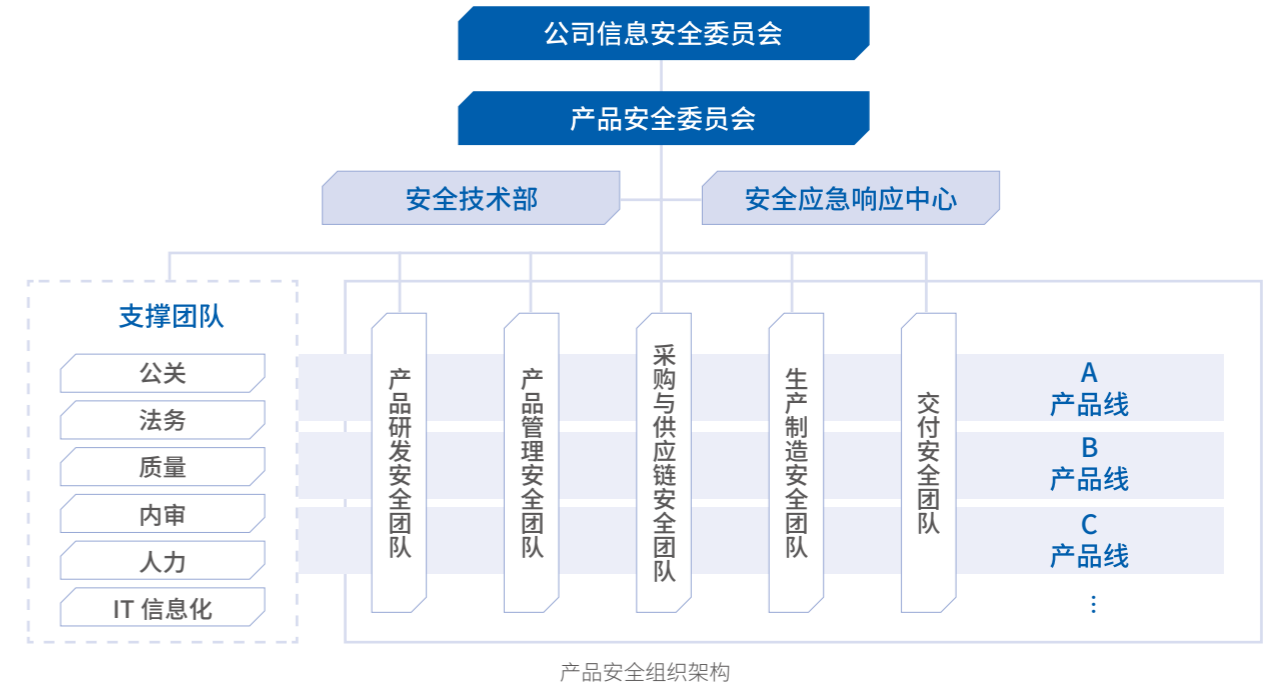 公司信息安全委员会
产品安全委员会
安全技术部
安全应急响应中心
支撑团队
公关
法务
质量
内审
人力
IT 信息化
产品研发安全团队
产品管理安全团队
采购与供应链安全团队
生产制造安全团队
交付安全团队
A
产品线
B
产品线
C
产品线
⋮
产品安全组织架构